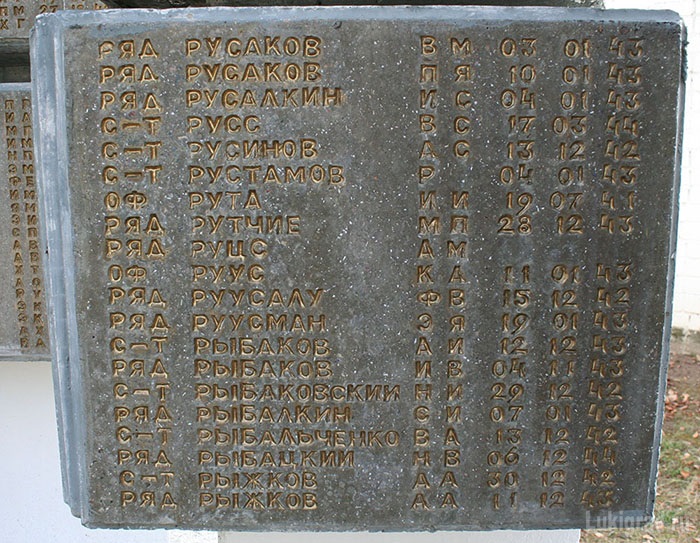 РЯД РУСАКОВ В М 03 01 43
РЯД РУСАКОВ П Я 10 01 43
РЯД РУСАЛКИН И С 04 01 43
С-Т РУСС В С 17 03 44
С-Т РУСИНОВ А С 13 12 42
С-Т РУСТАМОВ Р 04 01 43
ОФ РУТА И И 19 07 41
РЯД РУТЧИЕ М П 28 12 43
РЯД РУЦС А М
ОФ РУУС К А 11 01 43
РЯД РУУСАЛУ Ф В 15 12 42
РЯД РУУСМАН Э Я 19 01 43
С-Т РЫБАКОВ А И 12 12 43
РЯД РЫБАКОВ И В 04 11 43
С-Т РЫБАКОВСКИИ Н И 29 12 42
РЯД РЫБАЛКИН С И 07 01 43
С-Т РЫБАЛЬЧЕНКО В А 13 12 42
РЯД РЫБАЦКИИ Н В 06 12 44
С-Т РЫЖКОВ А А 30 12 42
РЯД РЫЖКОВ А А 11 12 43
Lukigrad.ru